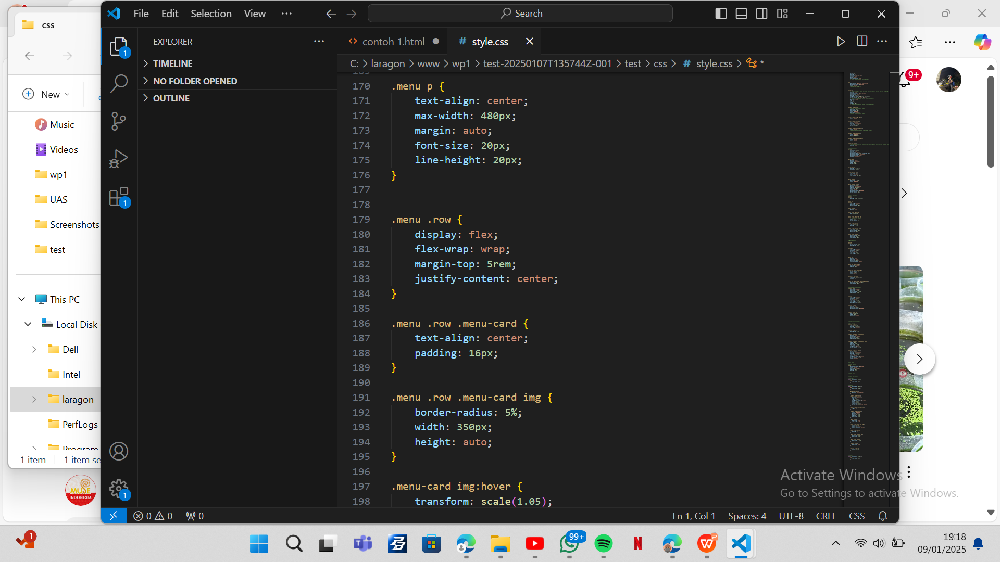 css
New
Music
Videos
wp1
UAS
Screenshots
test
This PC
Local Disk
Dell
Intel
laragon
PerfLogs
Program
1 item
1 item se
MUSE
INDONESIA
File Edit Selection View
Search
EXPLORER
TIMELINE
NO FOLDER OPENED
OUTLINE
1
1
1
contoh 1.html
# style.css
C: > laragon > www > wp1 > test-20250107T135744Z-001 > test > css > # style.css > *
170 .menu p {
171 text-align: center;
172 max-width: 480px;
173 margin: auto;
174 font-size: 20px;
175 line-height: 20px;
176 }
177
178
179 .menu .row {
180 display: flex;
181 flex-wrap: wrap;
182 margin-top: 5rem;
183 justify-content: center;
184 }
185
186 .menu .row .menu-card {
187 text-align: center;
188 padding: 16px;
189 }
190
191 .menu .row .menu-card img {
192 border-radius: 5%;
193 width: 350px;
194 height: auto;
195 }
196
197 .menu-card img:hover {
198 transform: scale(1.05);
0 0 0
Ln 1, Col 1 Spaces: 4 UTF-8 CRLF CSS
9+
Activate Windows
Go to Settings to activate Windows.
1
99+
19:18
09/01/2025